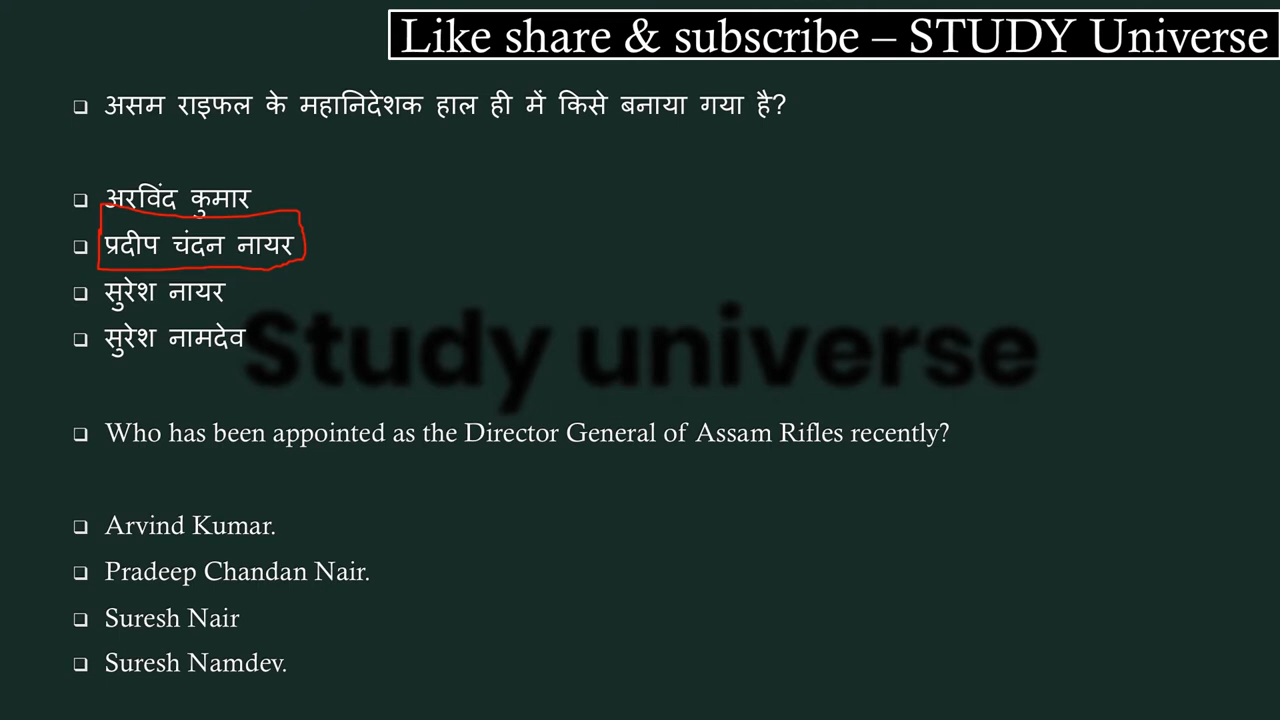 Like share & subscribe – STUDY Universe
असम राइफल के महानिदेशक हाल ही में किसे बनाया गया है?
अरविंद कुमार
प्रदीप चंदन नायर
सुरेश नायर
सुरेश नामदेव
Study universe
Who has been appointed as the Director General of Assam Rifles recently?
Arvind Kumar.
Pradeep Chandan Nair.
Suresh Nair
Suresh Namdev.